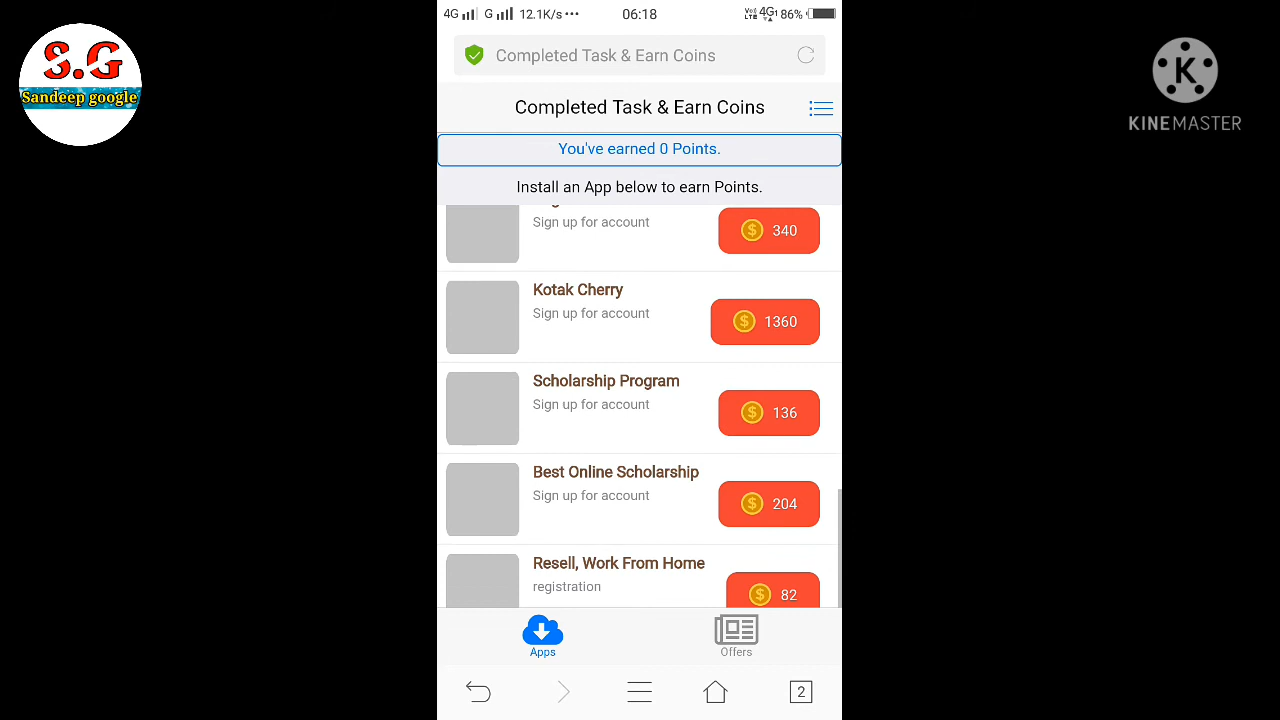 S.G
Sandeep google
4G G 12.1K/s ••• 06:18 4G 86%
Completed Task & Earn Coins
Completed Task & Earn Coins
You've earned 0 Points.
Install an App below to earn Points.
Sign up for account
$ 340
Kotak Cherry
Sign up for account
$ 1360
Scholarship Program
Sign up for account
$ 136
Best Online Scholarship
Sign up for account
$ 204
Resell, Work From Home
registration
$ 82
Apps
Offers
2
K
KINEMASTER